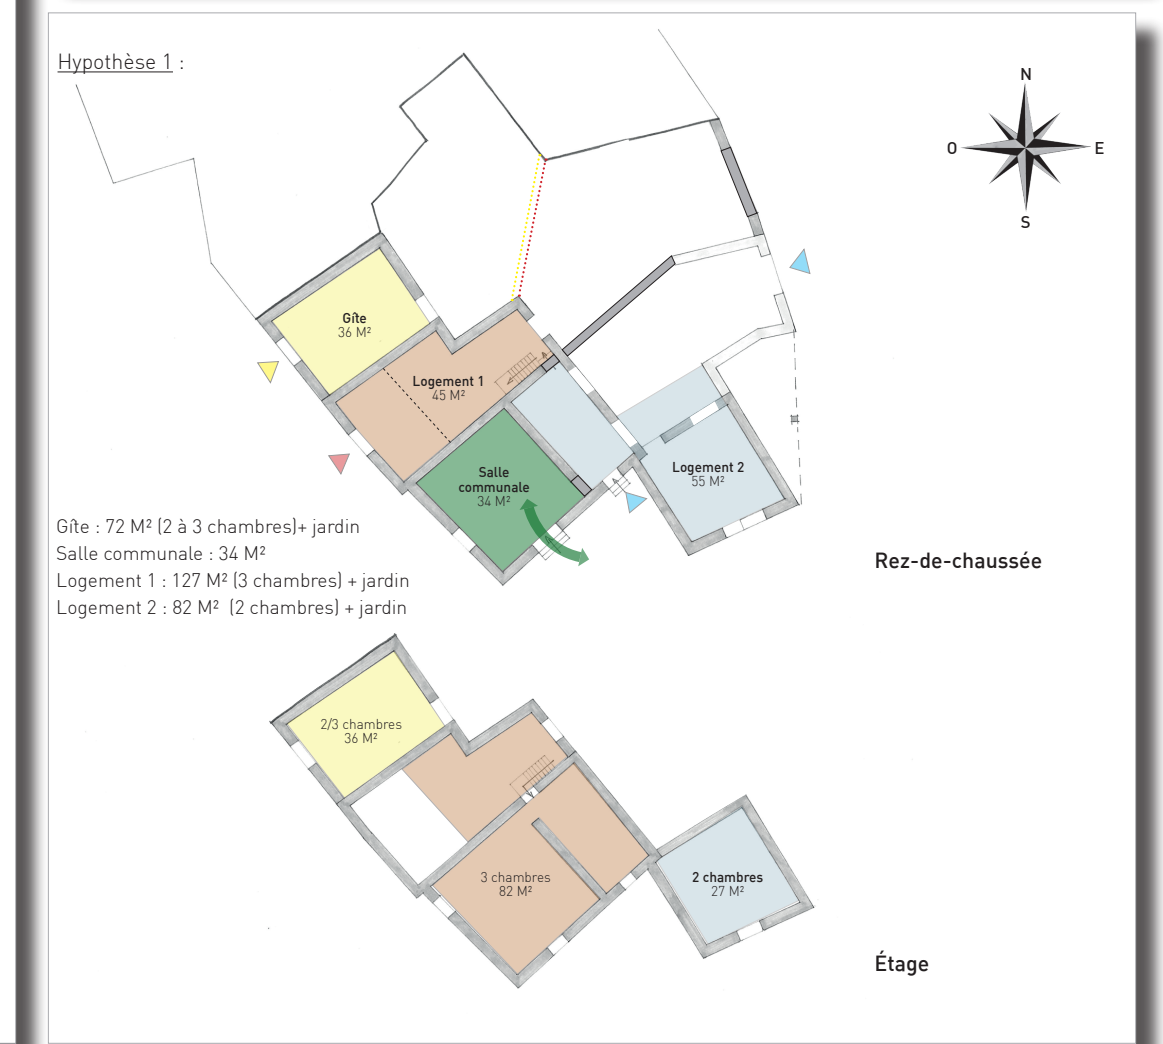 Hypothèse 1 :
N
O
E
S
Gîte
36 M²
Logement 1
45 M²
Salle
communale
34 M²
Logement 2
55 M²
Gîte : 72 M² (2 à 3 chambres)+ jardin
Salle communale : 34 M²
Logement 1 : 127 M² (3 chambres) + jardin
Logement 2 : 82 M² (2 chambres) + jardin
Rez-de-chaussée
2/3 chambres
36 M²
3 chambres
82 M²
2 chambres
27 M²
Étage